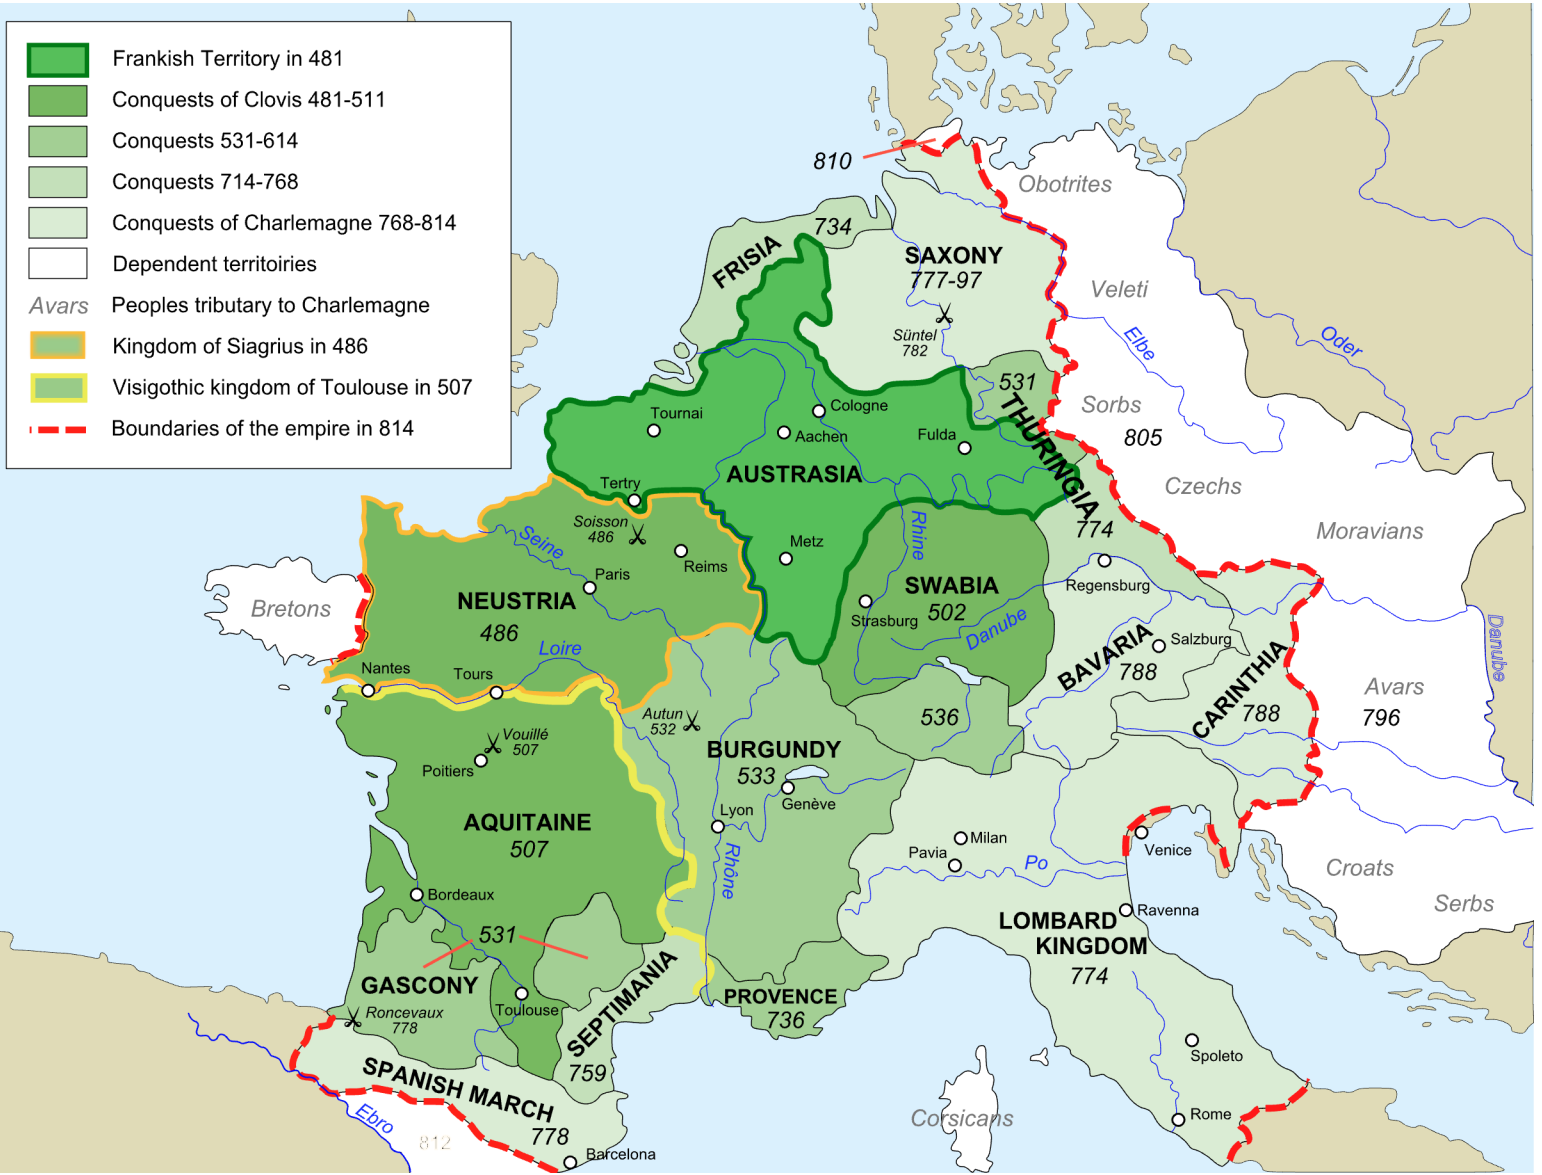 Frankish Territory in 481
Conquests of Clovis 481-511
Conquests 531-614
Conquests 714-768
Conquests of Charlemagne 768-814
Dependent territoiries
Avars Peoples tributary to Charlemagne
Kingdom of Siagrius in 486
Visigothic kingdom of Toulouse in 507
Boundaries of the empire in 814
810
Obotrites
734
FRISIA
SAXONY
777-97
Süntel
782
Veleti
Elbe
Oder
531
THURINGIA
Sorbs
805
Tournai
Cologne
Aachen
Fulda
AUSTRASIA
Czechs
Tertry
Soisson
486
Seine
Reims
Metz
Rhine
774
Moravians
Regensburg
Paris
Bretons
NEUSTRIA
486
SWABIA
502
Strasburg
Danube
Danube
Loire
Nantes
Tours
BAVARIA
788
Salzburg
CARINTHIA
788
Avars
796
Autun
532
536
Vouillé
507
Poitiers
BURGUNDY
533
Genève
Lyon
Rhône
AQUITAINE
507
Milan
Pavia
Po
Venice
Croats
Serbs
Bordeaux
Ravenna
531
LOMBARD
KINGDOM
774
GASCONY
Roncevaux
778
Toulouse
SEPTIMANIA
759
PROVENCE
736
Spoleto
SPANISH MARCH
778
Ebro
812
Barcelona
Corsicans
Rome